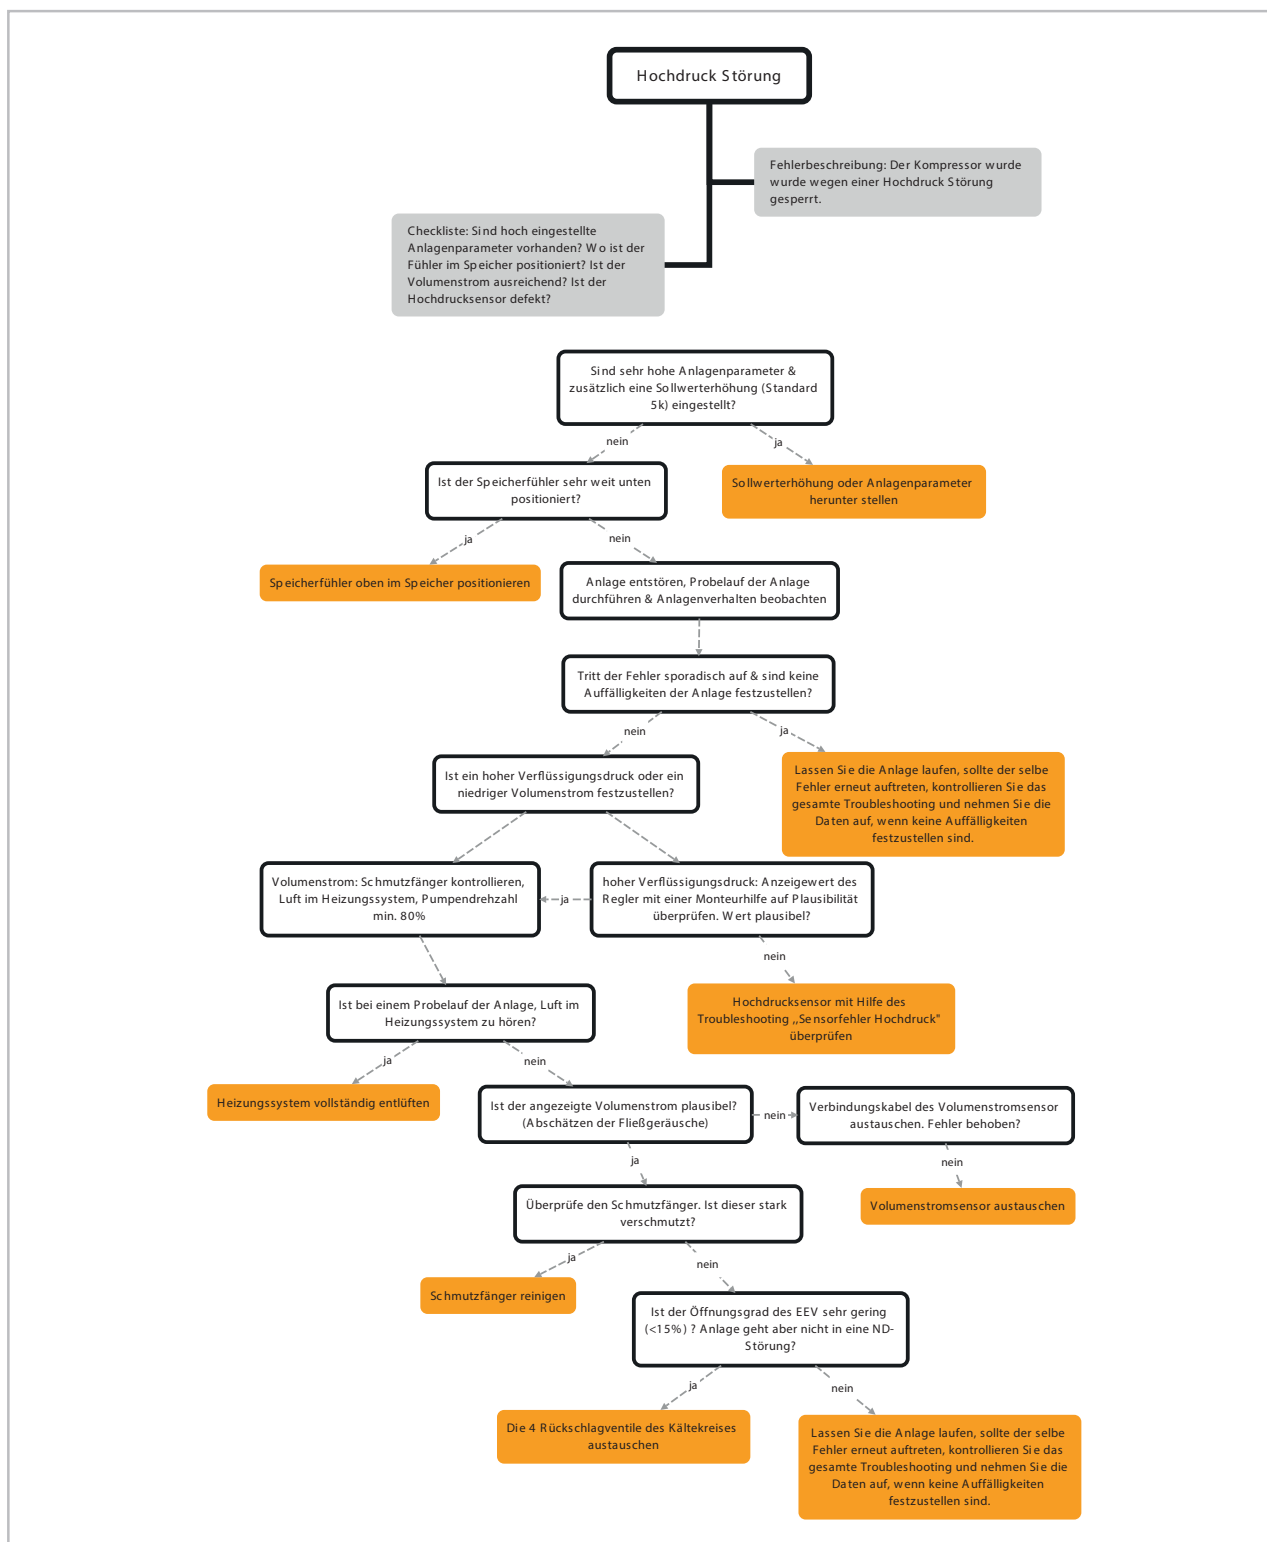 Hochdruck Störung
Fehlerbeschreibung: Der Kompressor wurde
wurde wegen einer Hochdruck Störung
gesperrt.
Checkliste: Sind hoch eingestellte
Anlagenparameter vorhanden? Wo ist der
Fühler im Speicher positioniert? Ist der
Volumenstrom ausreichend? Ist der
Hochdrucksensor defekt?
Sind sehr hohe Anlagenparameter &
zusätzlich eine Sollwerterhöhung (Standard
5k) eingestellt?
nein
ja
Ist der Speicherfühler sehr weit unten
positioniert?
Sollwerterhöhung oder Anlagenparameter
herunter stellen
ja
nein
Speicherfühler oben im Speicher positionieren
Anlage entstören, Probelauf der Anlage
durchführen & Anlagenverhalten beobachten
Tritt der Fehler sporadisch auf & sind keine
Auffälligkeiten der Anlage festzustellen?
nein
ja
Ist ein hoher Verflüssigungsdruck oder ein
niedriger Volumenstrom festzustellen?
Lassen Sie die Anlage laufen, sollte der selbe
Fehler erneut auftreten, kontrollieren Sie das
gesamte Troubleshooting und nehmen Sie die
Daten auf, wenn keine Auffälligkeiten
festzustellen sind.
Volumenstrom: Schmutzfänger kontrollieren,
Luft im Heizungssystem, Pumpendrehzahl
min. 80%
ja
hoher Verflüssigungsdruck: Anzeigewert des
Regler mit einer Monteurhilfe auf Plausibilität
überprüfen. Wert plausibel?
nein
Ist bei einem Probelauf der Anlage, Luft im
Heizungssystem zu hören?
Hochdrucksensor mit Hilfe des
Troubleshooting ,,Sensorfehler Hochdruck"
überprüfen
ja
nein
Heizungssystem vollständig entlüften
Ist der angezeigte Volumenstrom plausibel?
(Abschätzen der Fließgeräusche)
nein
Verbindungskabel des Volumenstromsensor
austauschen. Fehler behoben?
ja
nein
Überprüfe den Schmutzfänger. Ist dieser stark
verschmutzt?
Volumenstromsensor austauschen
ja
nein
Schmutzfänger reinigen
Ist der Öffnungsgrad des EEV sehr gering
(<15%) ? Anlage geht aber nicht in eine ND-
Störung?
ja
nein
Die 4 Rückschlagventile des Kältekreises
austauschen
Lassen Sie die Anlage laufen, sollte der selbe
Fehler erneut auftreten, kontrollieren Sie das
gesamte Troubleshooting und nehmen Sie die
Daten auf, wenn keine Auffälligkeiten
festzustellen sind.